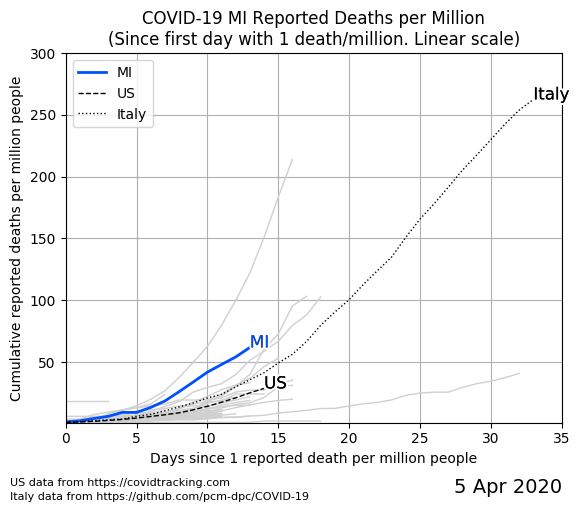 COVID-19 MI Reported Deaths per Million
(Since first day with 1 death/million. Linear scale)
Cumulative reported deaths per million people
300
250
200
150
100
50
MI
US
Italy
Italy
MI
US
0
5
10
15
20
25
30
35
Days since 1 reported death per million people
US data from https://covidtracking.com
Italy data from https://github.com/pcm-dpc/COVID-19
5 Apr 2020